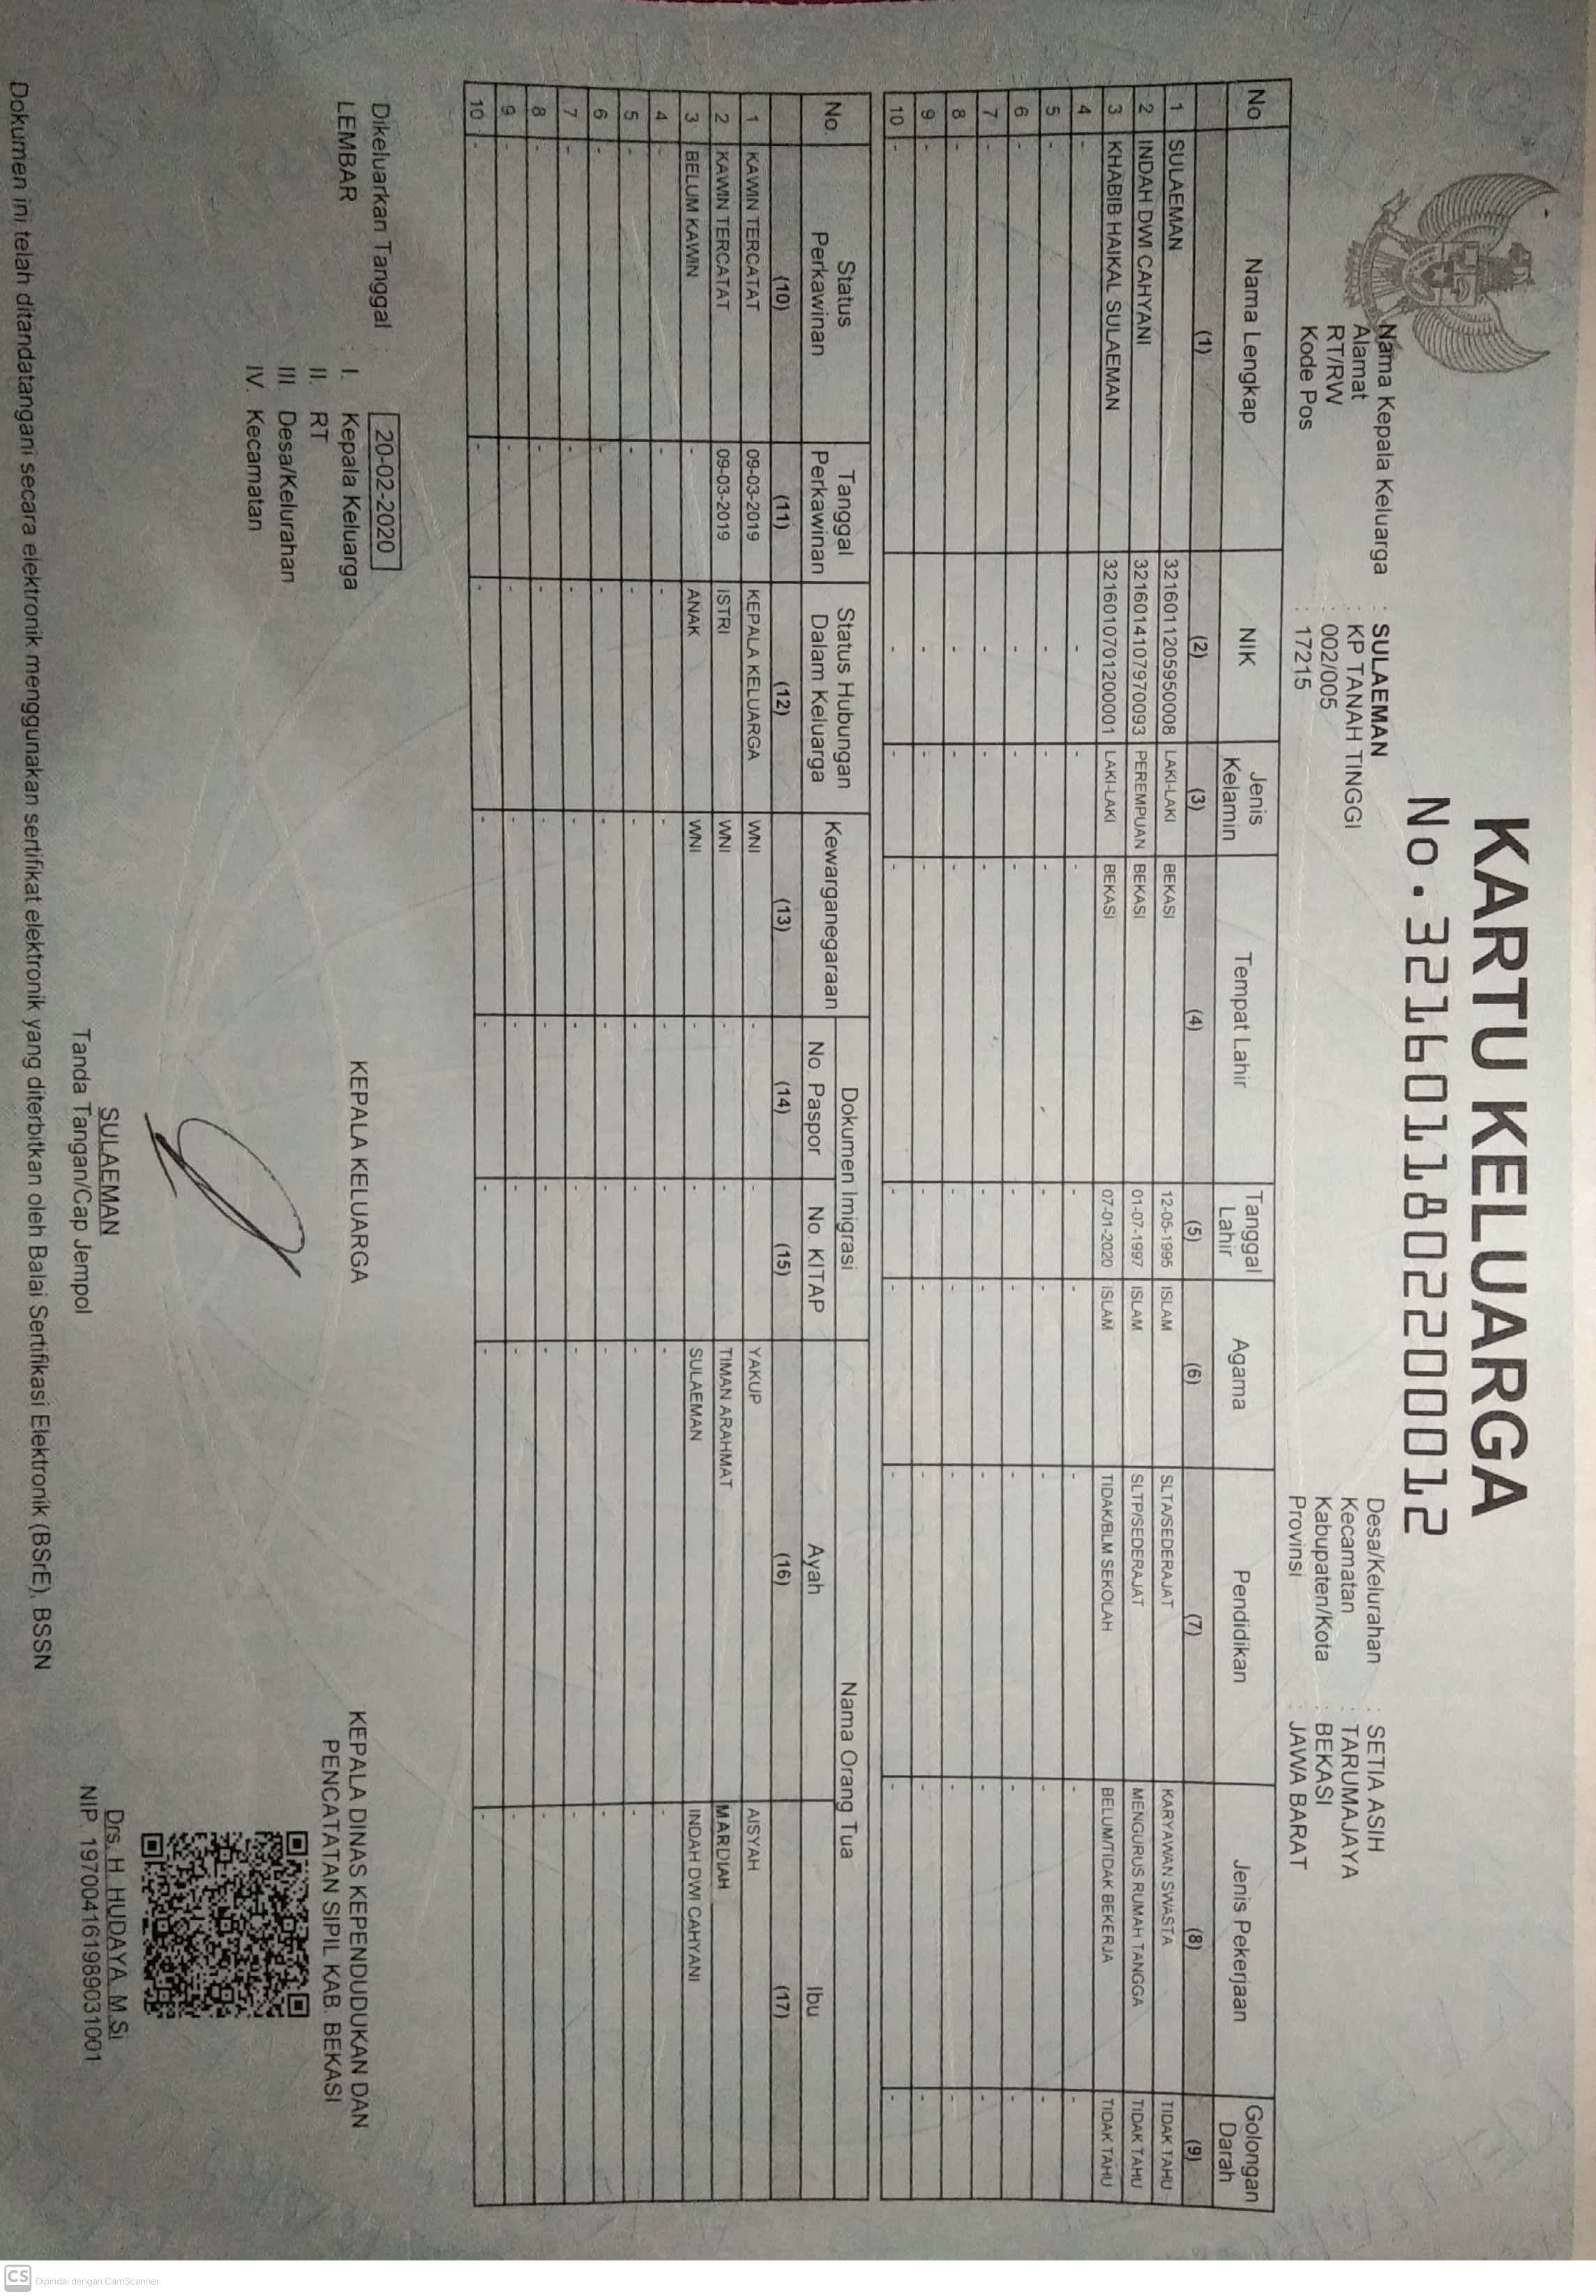 KARTU KELUARGA
No. 3216011802200012
Nama Kepala Keluarga : SULAEMAN
Alamat : KP TANAH TINGGI
RT/RW : 002/005
Kode Pos : 17215
Desa/Kelurahan : SETIA ASIH
Kecamatan : TARUMAJAYA
Kabupaten/Kota : BEKASI
Provinsi : JAWA BARAT
No Nama Lengkap NIK Jenis Kelamin Tempat Lahir Tanggal Lahir Agama Pendidikan Jenis Pekerjaan Golongan Darah
(1) (2) (3) (4) (5) (6) (7) (8) (9)
1 SULAEMAN 3216011205950008 LAKI-LAKI BEKASI 12-05-1995 ISLAM SLTA/SEDERAJAT KARYAWAN SWASTA TIDAK TAHU
2 INDAH DWI CAHYANI 3216014107970093 PEREMPUAN BEKASI 01-07-1997 ISLAM SLTP/SEDERAJAT MENGURUS RUMAH TANGGA TIDAK TAHU
3 KHABIB HAIKAL SULAEMAN 3216010701200001 LAKI-LAKI BEKASI 07-01-2020 ISLAM TIDAK/BLM SEKOLAH BELUM/TIDAK BEKERJA TIDAK TAHU
4 - - - - - - - - -
5 - - - - - - - - -
6 - - - - - - - - -
7 - - - - - - - - -
8 - - - - - - - - -
9 - - - - - - - - -
10 - - - - - - - - -
No. Status Perkawinan Tanggal Perkawinan Status Hubungan Dalam Keluarga Kewarganegaraan Dokumen Imigrasi Nama Orang Tua
No. Paspor No. KITAP Ayah Ibu
(10) (11) (12) (13) (14) (15) (16) (17)
1 KAWIN TERCATAT 09-03-2019 KEPALA KELUARGA WNI - - YAKUP AISYAH
2 KAWIN TERCATAT 09-03-2019 ISTRI WNI - - TIMAN ARAHMAT MARDIAH
3 BELUM KAWIN - ANAK WNI - - SULAEMAN INDAH DWI CAHYANI
4 - - - - - - - -
5 - - - - - - - -
6 - - - - - - - -
7 - - - - - - - -
8 - - - - - - - -
9 - - - - - - - -
10 - - - - - - - -
Dikeluarkan Tanggal : 20-02-2020
LEMBAR : I. Kepala Keluarga
II. RT
III. Desa/Kelurahan
IV. Kecamatan
KEPALA KELUARGA
SULAEMAN
Tanda Tangan/Cap Jempol
KEPALA DINAS KEPENDUDUKAN DAN
PENCATATAN SIPIL KAB. BEKASI
Drs. H. HUDAYA. M.Si
NIP. 197004161989031001
Dokumen ini telah ditandatangani secara elektronik menggunakan sertifikat elektronik yang diterbitkan oleh Balai Sertifikasi Elektronik (BSrE), BSSN
CS Dipindai dengan CamScanner